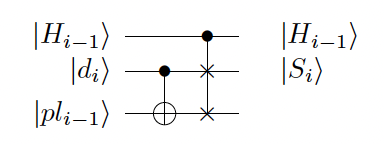 |H_{i−1}⟩ |H_{i−1}⟩
|d_i⟩ |S_i⟩
|pl_{i−1}⟩